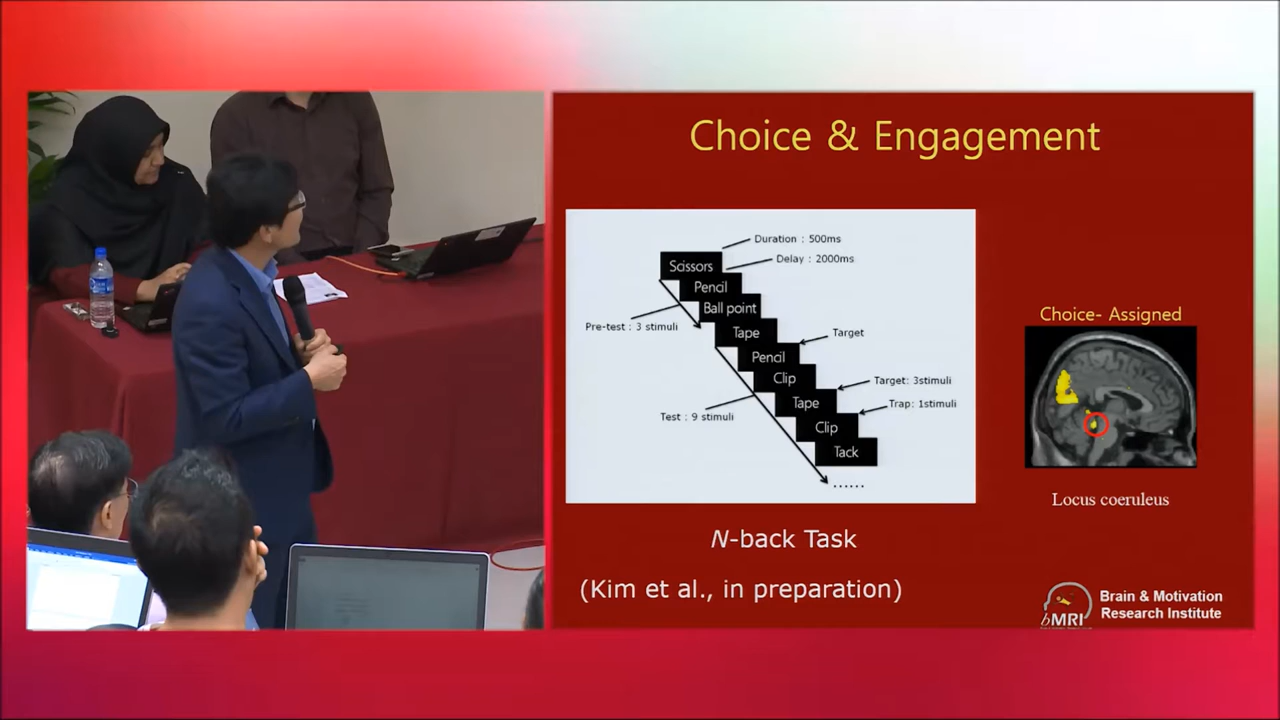 Choice & Engagement
Duration : 500ms
Delay : 2000ms
Scissors
Pencil
Ball point
Pre-test : 3 stimuli
Tape
Target
Pencil
Clip
Target: 3stimuli
Tape
Trap: 1stimuli
Test : 9 stimuli
Clip
Tack
......
Choice- Assigned
Locus coeruleus
N-back Task
(Kim et al., in preparation)
bMRI
Brain & Motivation
Research Institute